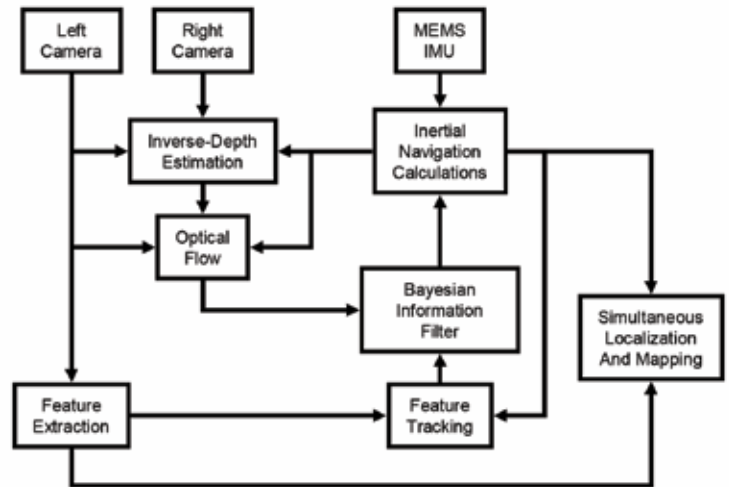 Left
Camera
Right
Camera
MEMS
IMU
Inverse-Depth
Estimation
Inertial
Navigation
Calculations
Optical
Flow
Bayesian
Information
Filter
Simultaneous
Localization
And Mapping
Feature
Extraction
Feature
Tracking